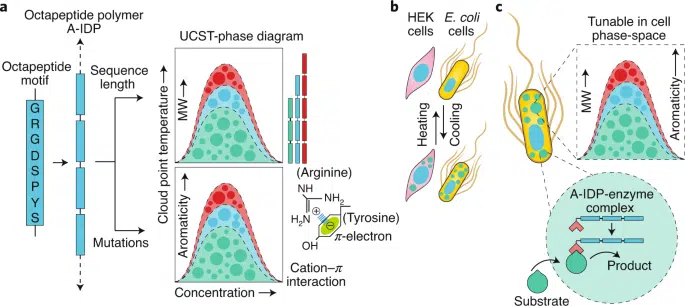 a
Octapeptide polymer
A-IDP
Octapeptide
motif
G
R
G
D
S
P
Y
S
Sequence
length
Mutations
UCST-phase diagram
Cloud point temperature
MW
Aromaticity
Concentration
(Arginine)
NH
NH2
H2N
+
−
(Tyrosine)
OH
π-electron
Cation–π
interaction
b
HEK
cells
E. coli
cells
Heating
Cooling
c
Tunable in cell
phase-space
MW
Aromaticity
A-IDP-enzyme
complex
Product
Substrate